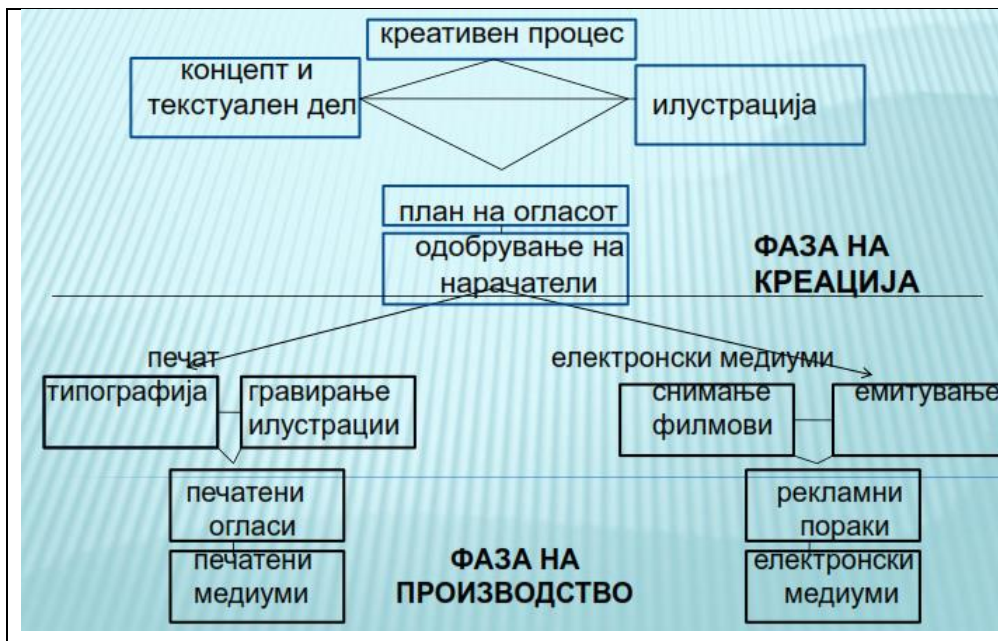 креативен процес
концепт и
текстуален дел
илустрација
план на огласот
одобрување на
нарачатели
ФАЗА НА
КРЕАЦИЈА
печат
електронски медиуми
типографија
гравирање
илустрации
снимање
филмови
емитување
печатени
огласи
рекламни
пораки
печатени
медиуми
ФАЗА НА
ПРОИЗВОДСТВО
електронски
медиуми